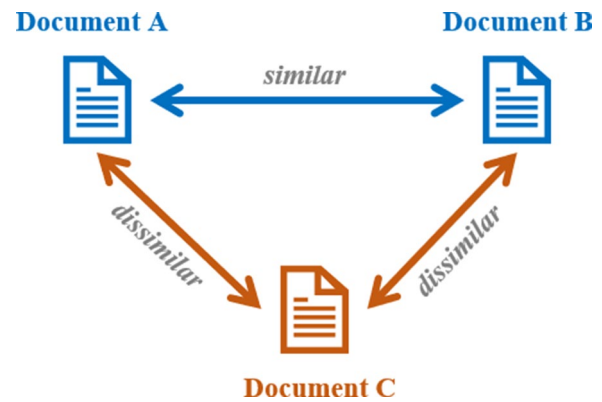 Document A
Document B
similar
dissimilar
dissimilar
Document C